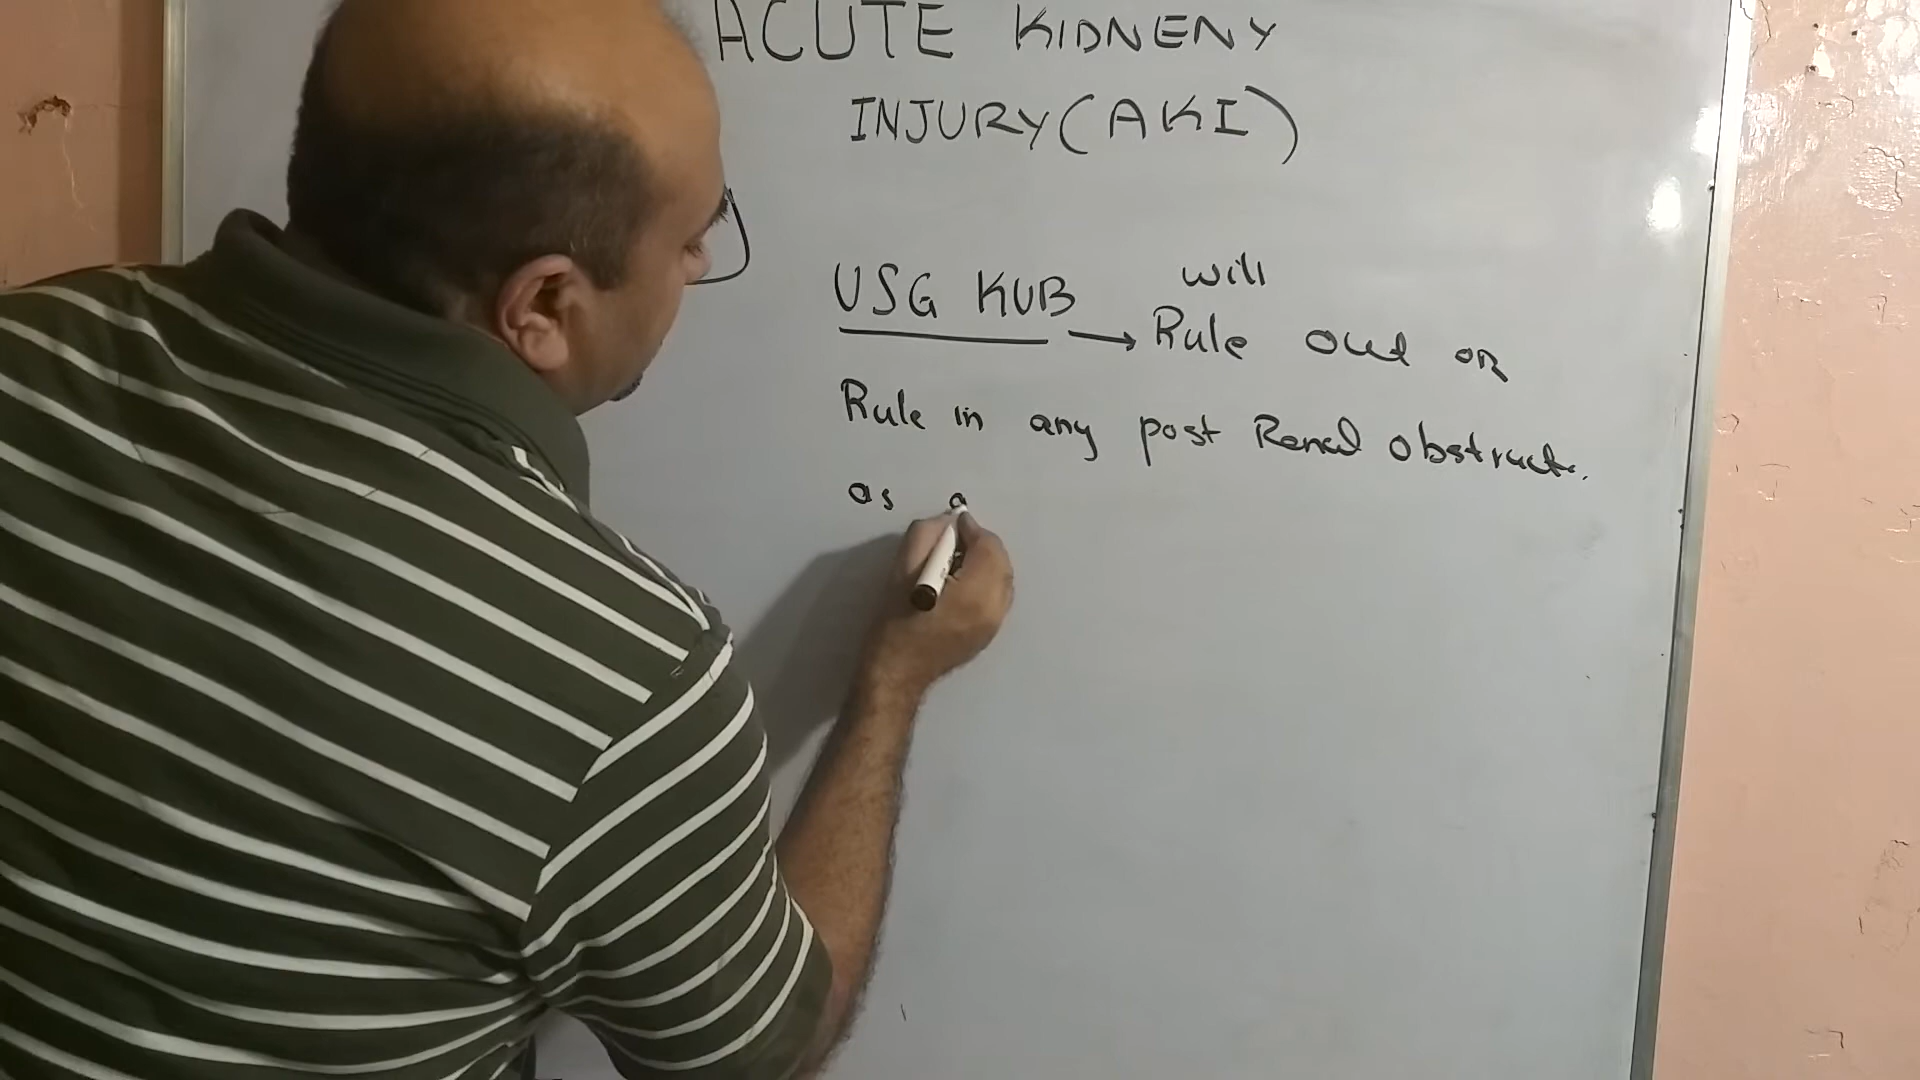 ACUTE KIDNENY
INJURY (AKI)
USG KUB → will Rule out or
Rule in any post Renal obstruct.
as a